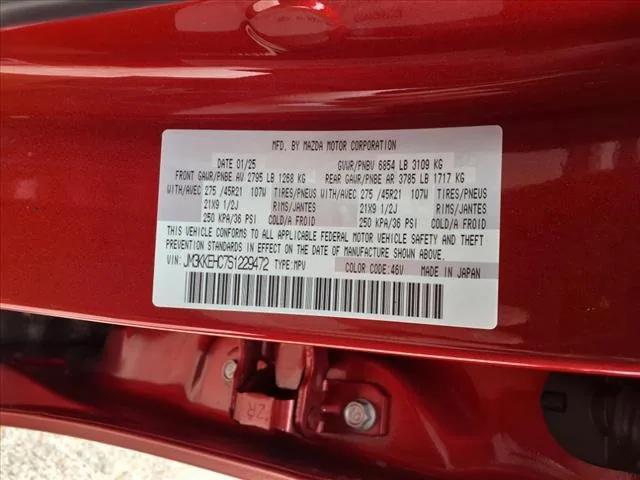 MFD. BY MAZDA MOTOR CORPORATION
DATE 01/25 GVWR/PNBV 6854 LB 3109 KG
FRONT GAWR/PNBE AV 2795 LB 1268 KG REAR GAWR/PNBE AR 3785 LB 1717 KG
WITH/AVEC 275 /45R21 107W TIRES/PNEUS WITH/AVEC 275 /45R21 107W TIRES/PNEUS
21X9 1/2J RIMS/JANTES 21X9 1/2J RIMS/JANTES
250 KPA/36 PSI COLD/A FROID 250 KPA/36 PSI COLD/A FROID
THIS VEHICLE CONFORMS TO ALL APPLICABLE FEDERAL MOTOR VEHICLE SAFETY AND THEFT
PREVENTION STANDARDS IN EFFECT ON THE DATE OF MANUFACTURE SHOWN ABOVE.
VIN: JM3KKEHC7S1229472 TYPE:MPV COLOR CODE:46V MADE IN JAPAN
ZR